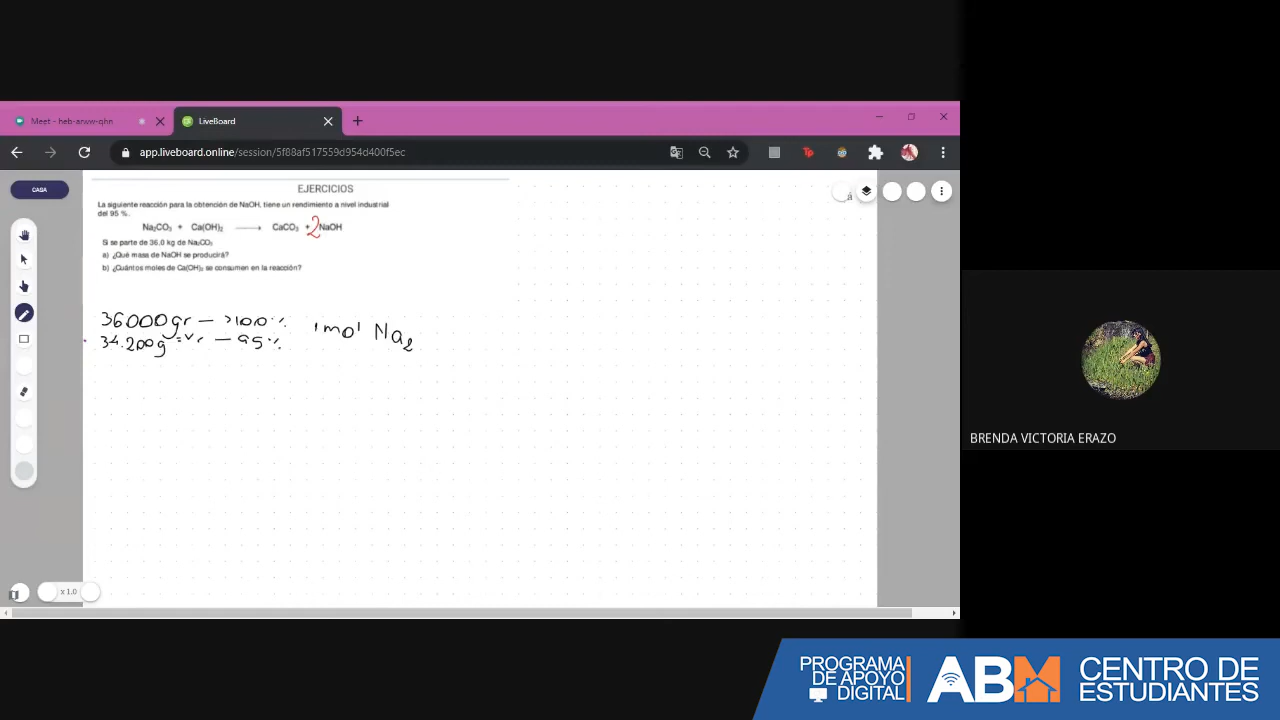 Meet - heb-arww-qhn
LiveBoard
app.liveboard.online/session/5f88af517559d954d400f5ec
CASA
EJERCICIOS
La siguiente reacción para la obtención de NaOH, tiene un rendimiento a nivel industrial
del 95 %.
Na₂CO₃ + Ca(OH)₂ → CaCO₃ + 2 NaOH
Si se parte de 36.0 kg de Na₂CO₃
a) ¿Qué masa de NaOH se producirá?
b) ¿Cuántos moles de Ca(OH)₂ se consumen en la reacción?
36000gr — >100%
34.200g = x — 95%
1mol Na₂
x 1.0
á
BRENDA VICTORIA ERAZO
PROGRAMA
DE APOYO
DIGITAL
ABM
CENTRO DE
ESTUDIANTES